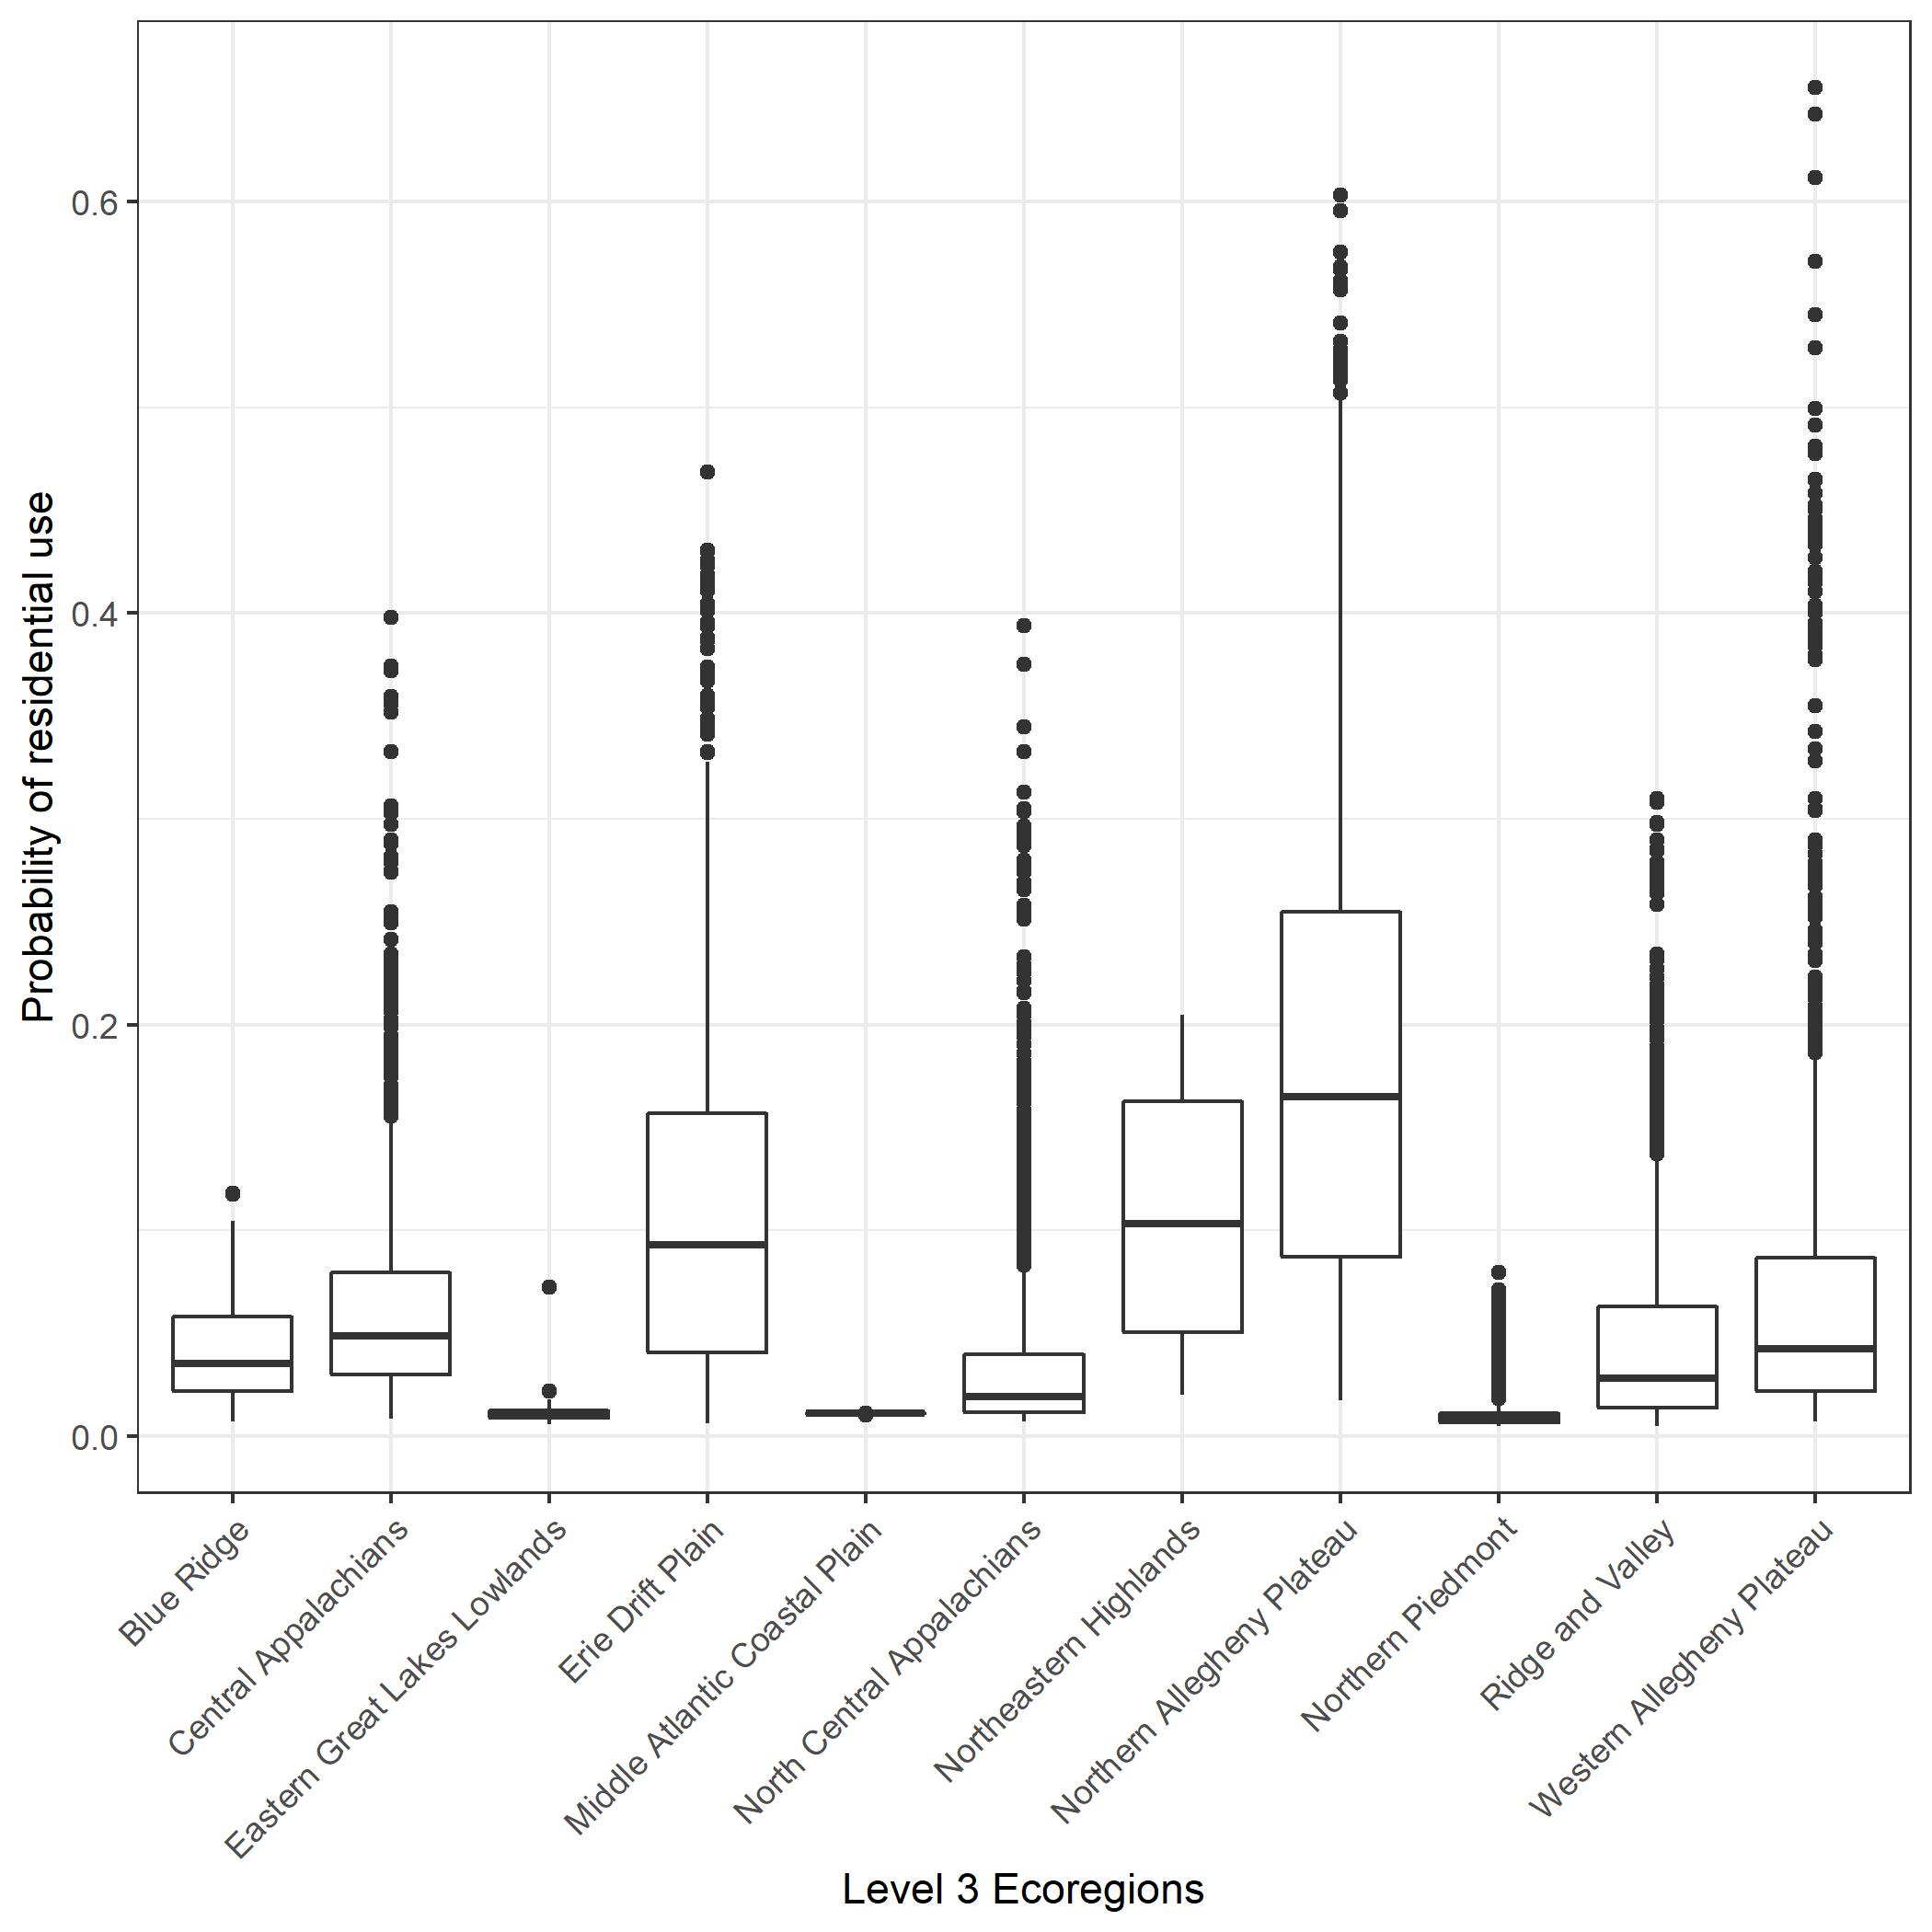 Probability of residential use
0.6
0.4
0.2
0.0
Blue Ridge
Central Appalachians
Eastern Great Lakes Lowlands
Erie Drift Plain
Middle Atlantic Coastal Plain
North Central Appalachians
Northeastern Highlands
Northern Allegheny Plateau
Northern Piedmont
Ridge and Valley
Western Allegheny Plateau
Level 3 Ecoregions